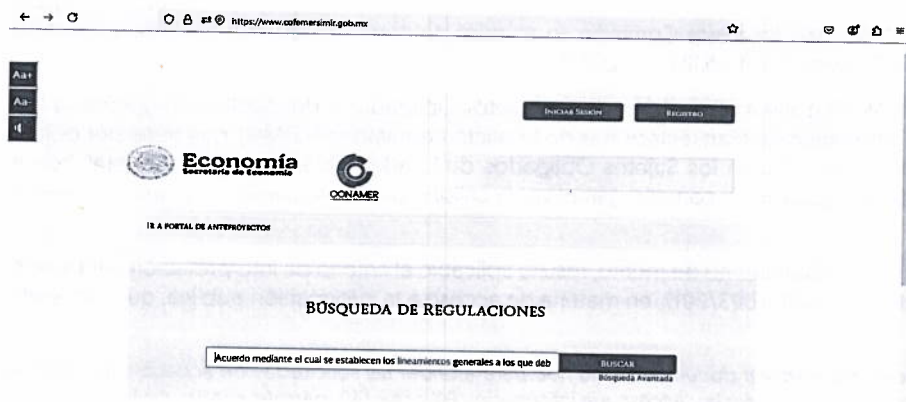 https://www.cofemersimir.gob.mx
Aa+
Aa-
INICIAR SESIÓN REGISTRO
Economía
Secretaría de Economía
CONAMER
IR A PORTAL DE ANTEPROYECTOS
BÚSQUEDA DE REGULACIONES
Acuerdo mediante el cual se establecen los lineamientos generales a los que deb BUSCAR
Búsqueda Avanzada